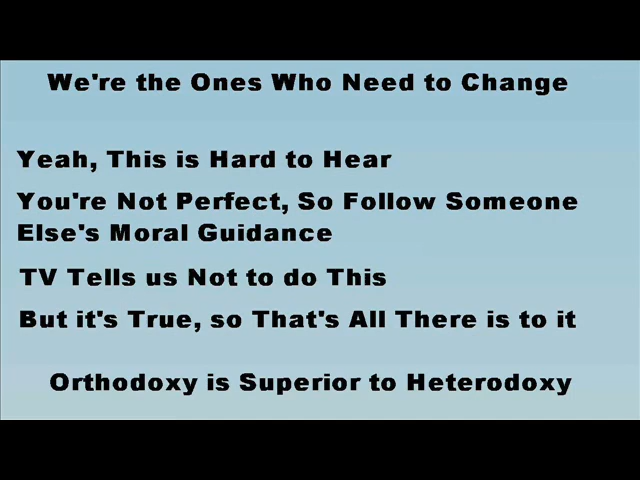 We're the Ones Who Need to Change
Yeah, This is Hard to Hear
You're Not Perfect, So Follow Someone
Else's Moral Guidance
TV Tells us Not to do This
But it's True, so That's All There is to it
Orthodoxy is Superior to Heterodoxy